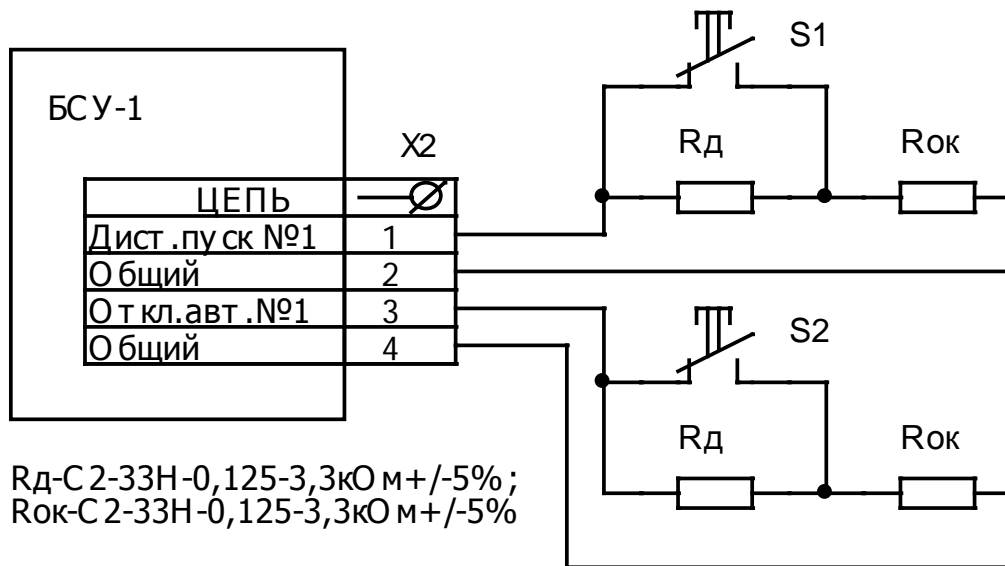 S1
БСУ-1
X2
Rд
Rок
ЦЕПЬ
Дист.пуск №1 1
Общий 2
Откл.авт.№1 3
Общий 4
S2
Rд
Rок
Rд-С2-33Н-0,125-3,3кОм+/-5%;
Rок-С2-33Н-0,125-3,3кОм+/-5%